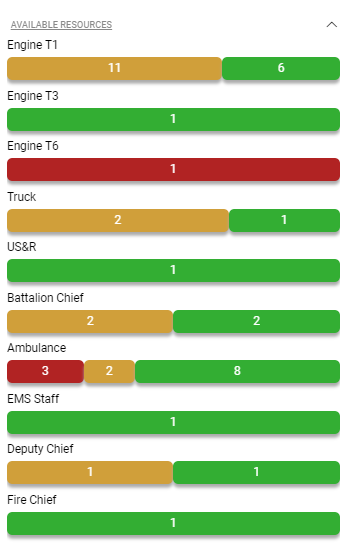 AVAILABLE RESOURCES
Engine T1
11 6
Engine T3
1
Engine T6
1
Truck
2 1
US&R
1
Battalion Chief
2 2
Ambulance
3 2 8
EMS Staff
1
Deputy Chief
1 1
Fire Chief
1